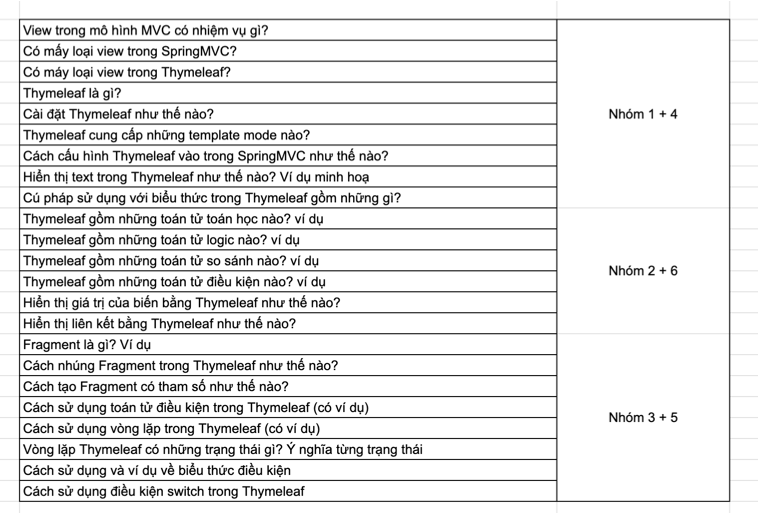 View trong mô hình MVC có nhiệm vụ gì?
Có mấy loại view trong SpringMVC?
Có máy loại view trong Thymeleaf?
Thymeleaf là gì?
Cài đặt Thymeleaf như thế nào?
Nhóm 1 + 4
Thymeleaf cung cấp những template mode nào?
Cách cấu hình Thymeleaf vào trong SpringMVC như thế nào?
Hiển thị text trong Thymeleaf như thế nào? Ví dụ minh hoạ
Cú pháp sử dụng với biểu thức trong Thymeleaf gồm những gì?
Thymeleaf gồm những toán tử toán học nào? ví dụ
Thymeleaf gồm những toán tử logic nào? ví dụ
Thymeleaf gồm những toán tử so sánh nào? ví dụ
Nhóm 2 + 6
Thymeleaf gồm những toán tử điều kiện nào? ví dụ
Hiển thị giá trị của biến bằng Thymeleaf như thế nào?
Hiển thị liên kết bằng Thymeleaf như thế nào?
Fragment là gì? Ví dụ
Cách nhúng Fragment trong Thymeleaf như thế nào?
Cách tạo Fragment có tham số như thế nào?
Cách sử dụng toán tử điều kiện trong Thymeleaf (có ví dụ)
Nhóm 3 + 5
Cách sử dụng vòng lặp trong Thymeleaf (có ví dụ)
Vòng lặp Thymeleaf có những trạng thái gì? Ý nghĩa từng trạng thái
Cách sử dụng và ví dụ về biểu thức điều kiện
Cách sử dụng điều kiện switch trong Thymeleaf